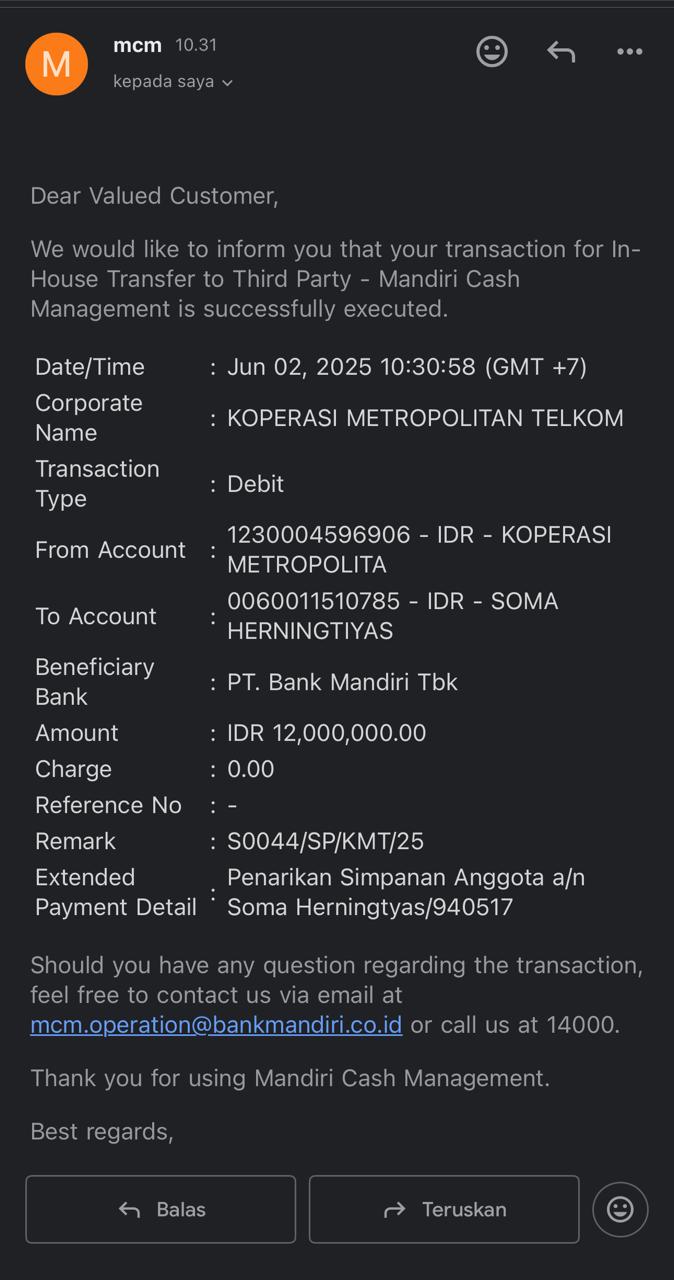 M
mcm 10.31
kepada saya
Dear Valued Customer,
We would like to inform you that your transaction for In-
House Transfer to Third Party - Mandiri Cash
Management is successfully executed.
Date/Time : Jun 02, 2025 10:30:58 (GMT +7)
Corporate
Name : KOPERASI METROPOLITAN TELKOM
Transaction
Type : Debit
From Account : 1230004596906 - IDR - KOPERASI
METROPOLITA
To Account : 0060011510785 - IDR - SOMA
HERNINGTIYAS
Beneficiary
Bank : PT. Bank Mandiri Tbk
Amount : IDR 12,000,000.00
Charge : 0.00
Reference No : -
Remark : S0044/SP/KMT/25
Extended
Payment Detail : Penarikan Simpanan Anggota a/n
Soma Herningtyas/940517
Should you have any question regarding the transaction,
feel free to contact us via email at
mcm.operation@bankmandiri.co.id or call us at 14000.
Thank you for using Mandiri Cash Management.
Best regards,
Balas
Teruskan